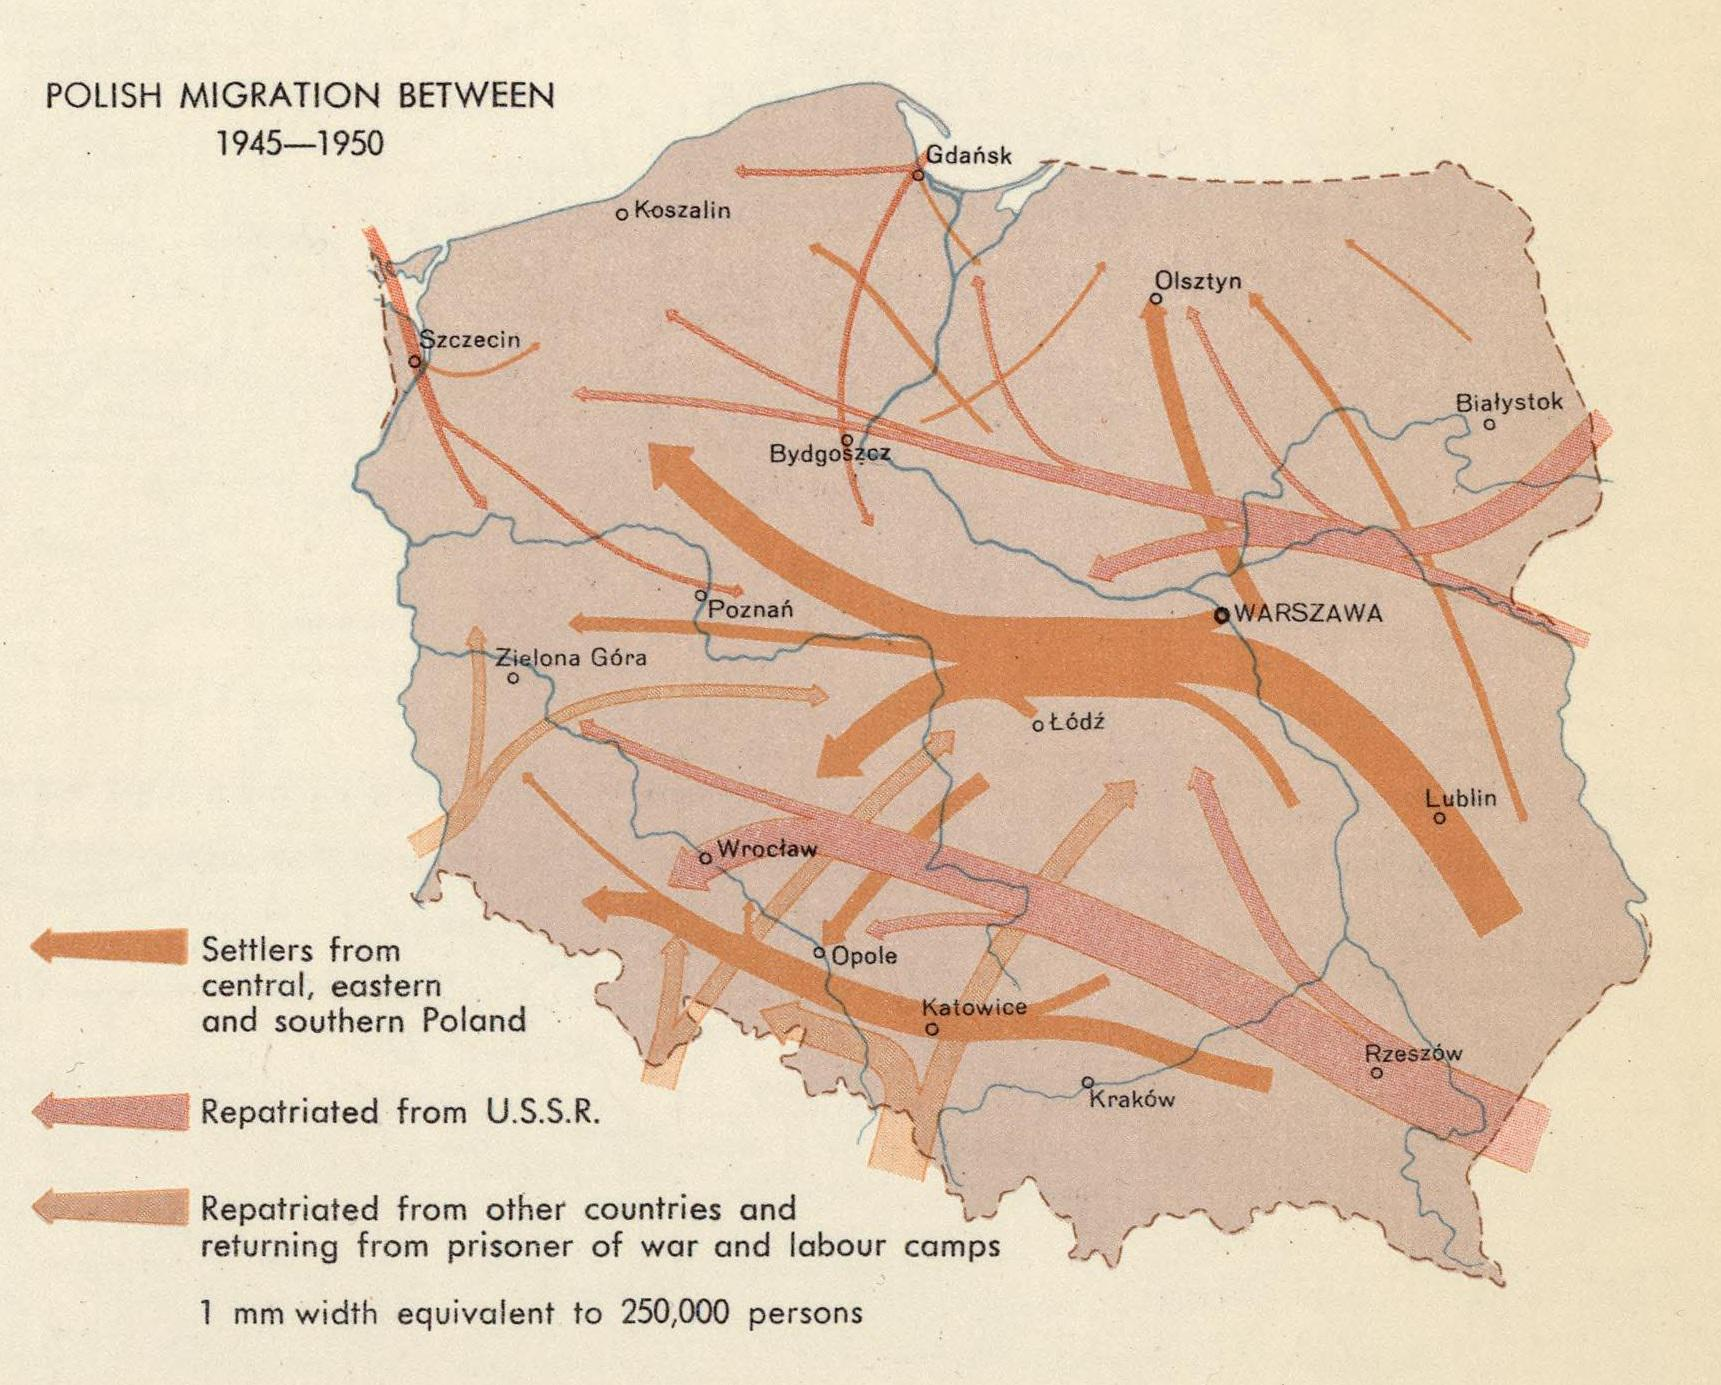 POLISH MIGRATION BETWEEN
1945—1950
Gdańsk
Koszalin
Olsztyn
Szczecin
Białystok
Bydgoszcz
WARSZAWA
Poznań
Zielona Góra
Łódź
Lublin
Wrocław
Opole
Katowice
Rzeszów
Kraków
Settlers from
central, eastern
and southern Poland
Repatriated from U.S.S.R.
Repatriated from other countries and
returning from prisoner of war and labour camps
1 mm width equivalent to 250,000 persons